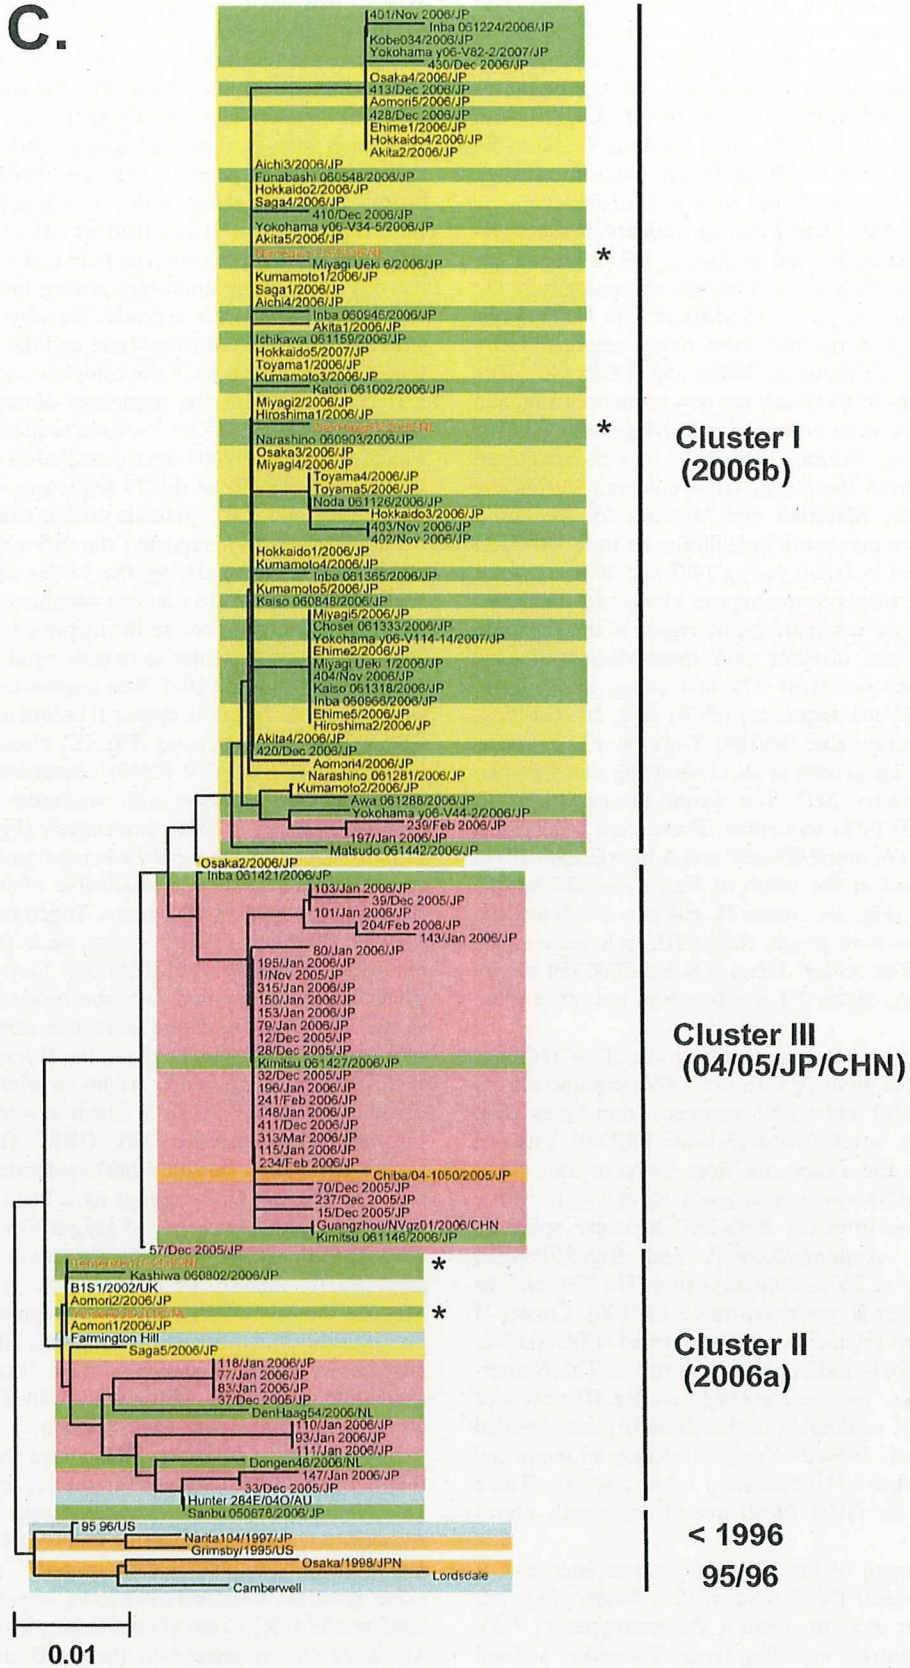 C.
401/Nov 2006/JP
Inba 061224/2006/JP
Kobe034/2006/JP
Yokohama y06-V82-2/2007/JP
430/Dec 2006/JP
Osaka4/2006/JP
413/Dec 2006/JP
Aomori5/2006/JP
428/Dec 2006/JP
Ehime1/2006/JP
Hokkaido4/2006/JP
Akita2/2006/JP
Aichi3/2006/JP
Funabashi 060548/2006/JP
Hokkaido2/2006/JP
Saga4/2006/JP
410/Dec 2006/JP
Yokohama y06-V34-5/2006/JP
Akita5/2006/JP
*
Miyagi Ueki 6/2006/JP
Kumamoto1/2006/JP
Saga1/2006/JP
Aichi4/2006/JP
Inba 060945/2006/JP
Akita1/2006/JP
Ichikawa 061159/2006/JP
Hokkaido5/2007/JP
Toyama1/2006/JP
Kumamoto3/2006/JP
Katori 061002/2006/JP
Miyagi2/2006/JP
Hiroshima1/2006/JP
*
Narashino 060903/2006/JP
Osaka3/2006/JP
Miyagi4/2006/JP
Toyama4/2006/JP
Toyama5/2006/JP
Noda 061126/2006/JP
Hokkaido3/2006/JP
403/Nov 2006/JP
402/Nov 2006/JP
Hokkaido1/2006/JP
Kumamoto4/2006/JP
Inba 061365/2006/JP
Kumamoto5/2006/JP
Kaiso 060848/2006/JP
Miyagi5/2006/JP
Chosei 061333/2006/JP
Yokohama y06-V114-14/2007/JP
Ehime2/2006/JP
Miyagi Ueki 1/2006/JP
404/Nov 2006/JP
Kaiso 061318/2006/JP
Inba 060966/2006/JP
Ehime5/2006/JP
Hiroshima2/2006/JP
Akita4/2006/JP
420/Dec 2006/JP
Aomori4/2006/JP
Narashino 061281/2006/JP
Kumamoto2/2006/JP
Awa 061288/2006/JP
Yokohama y06-V44-2/2006/JP
239/Feb 2006/JP
197/Jan 2006/JP
Matsudo 061442/2006/JP
Cluster I
(2006b)
Osaka2/2006/JP
Inba 061421/2006/JP
103/Jan 2006/JP
39/Dec 2005/JP
101/Jan 2006/JP
204/Feb 2006/JP
143/Jan 2006/JP
80/Jan 2006/JP
195/Jan 2006/JP
1/Nov 2005/JP
315/Jan 2006/JP
150/Jan 2006/JP
153/Jan 2006/JP
79/Jan 2006/JP
12/Dec 2005/JP
28/Dec 2005/JP
Kimitsu 061427/2006/JP
32/Dec 2005/JP
196/Jan 2006/JP
241/Feb 2006/JP
148/Jan 2006/JP
411/Dec 2006/JP
313/Mar 2006/JP
115/Jan 2006/JP
234/Feb 2006/JP
Chiba/04-1050/2005/JP
70/Dec 2005/JP
237/Dec 2005/JP
15/Dec 2005/JP
Guangzhou/NVgz01/2006/CHN
Kimitsu 061146/2006/JP
57/Dec 2005/JP
Cluster III
(04/05/JP/CHN)
*
Kashiwa 060802/2006/JP
B1S1/2002/UK
Aomori2/2006/JP
*
Aomori1/2006/JP
Farmington Hill
Saga5/2006/JP
118/Jan 2006/JP
77/Jan 2006/JP
83/Jan 2006/JP
37/Dec 2005/JP
DenHaag54/2006/NL
110/Jan 2006/JP
93/Jan 2006/JP
111/Jan 2006/JP
Dongen46/2006/NL
147/Jan 2006/JP
33/Dec 2005/JP
Hunter 284E/04O/AU
Sanbu 050878/2006/JP
Cluster II
(2006a)
95 96/US
Narita104/1997/JP
Grimsby/1995/US
Osaka/1998/JPN
Lordsdale
Camberwell
< 1996
95/96
0.01